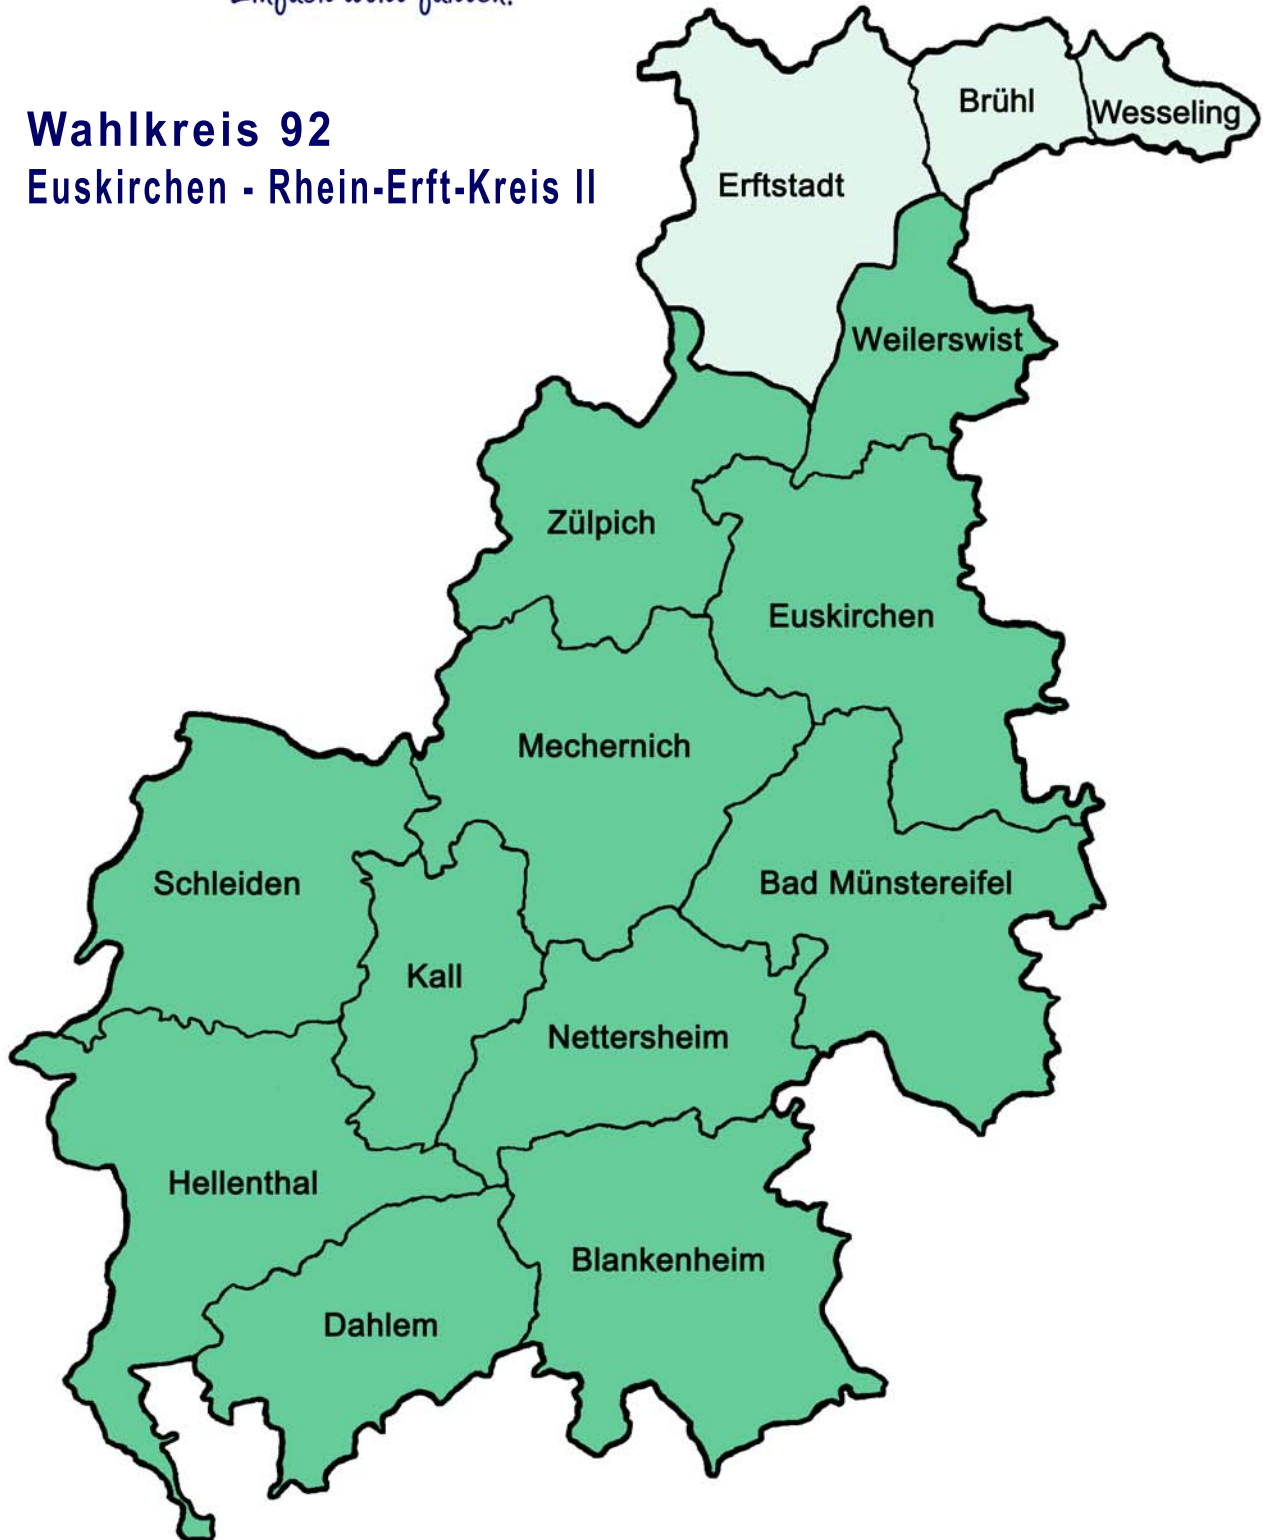 Wahlkreis 92
Euskirchen - Rhein-Erft-Kreis II
Brühl
Wesseling
Erftstadt
Weilerswist
Zülpich
Euskirchen
Mechernich
Schleiden
Bad Münstereifel
Kall
Nettersheim
Hellenthal
Blankenheim
Dahlem